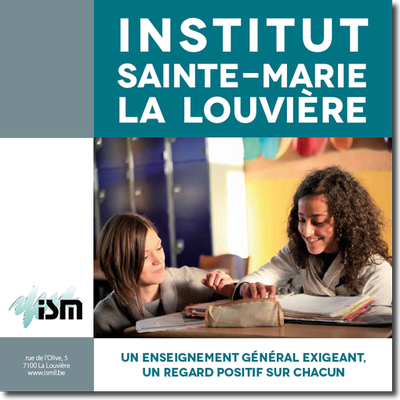 INSTITUT
SAINTE-MARIE
LA LOUVIÈRE
ism
rue de l'Olive, 5
7100 La Louvière
www.ismll.be
UN ENSEIGNEMENT GÉNÉRAL EXIGEANT,
UN REGARD POSITIF SUR CHACUN